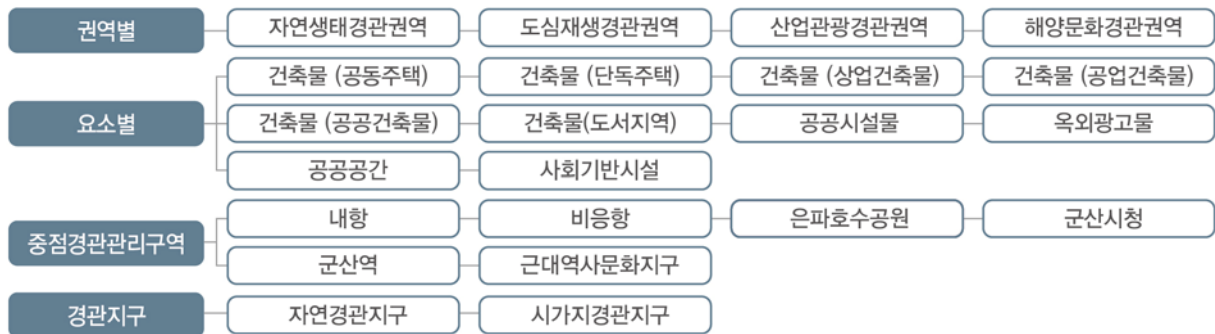 권역별 자연생태경관권역 도심재생경관권역 산업관광경관권역 해양문화경관권역
건축물 (공동주택) 건축물 (단독주택) 건축물 (상업건축물) 건축물 (공업건축물)
요소별 건축물 (공공건축물) 건축물(도서지역) 공공시설물 옥외광고물
공공공간 사회기반시설
내항 비응항 은파호수공원 군산시청
중점경관관리구역
군산역 근대역사문화지구
경관지구 자연경관지구 시가지경관지구